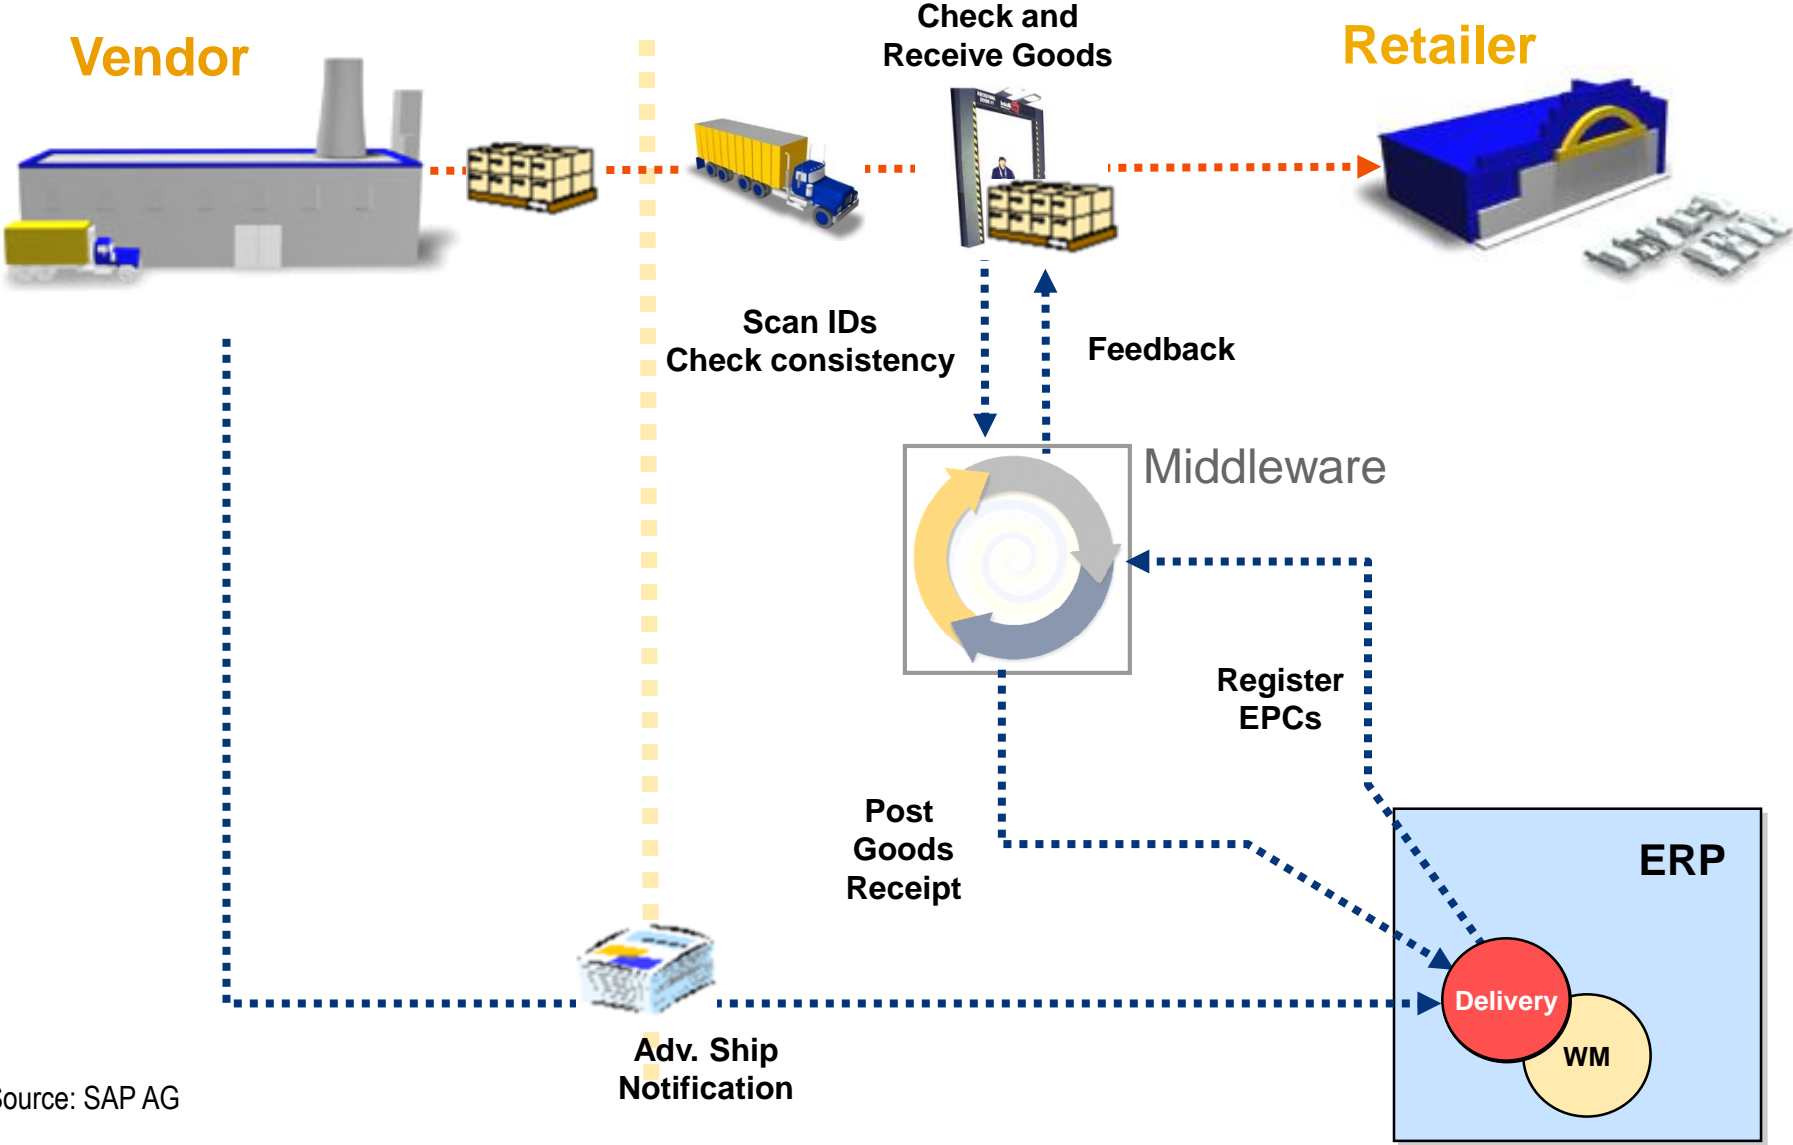 Check and
Receive Goods
Vendor
Retailer
Scan IDs
Check consistency
Feedback
Middleware
Register
EPCs
Post
Goods
Receipt
ERP
Delivery
WM
Adv. Ship
Notification
Source: SAP AG